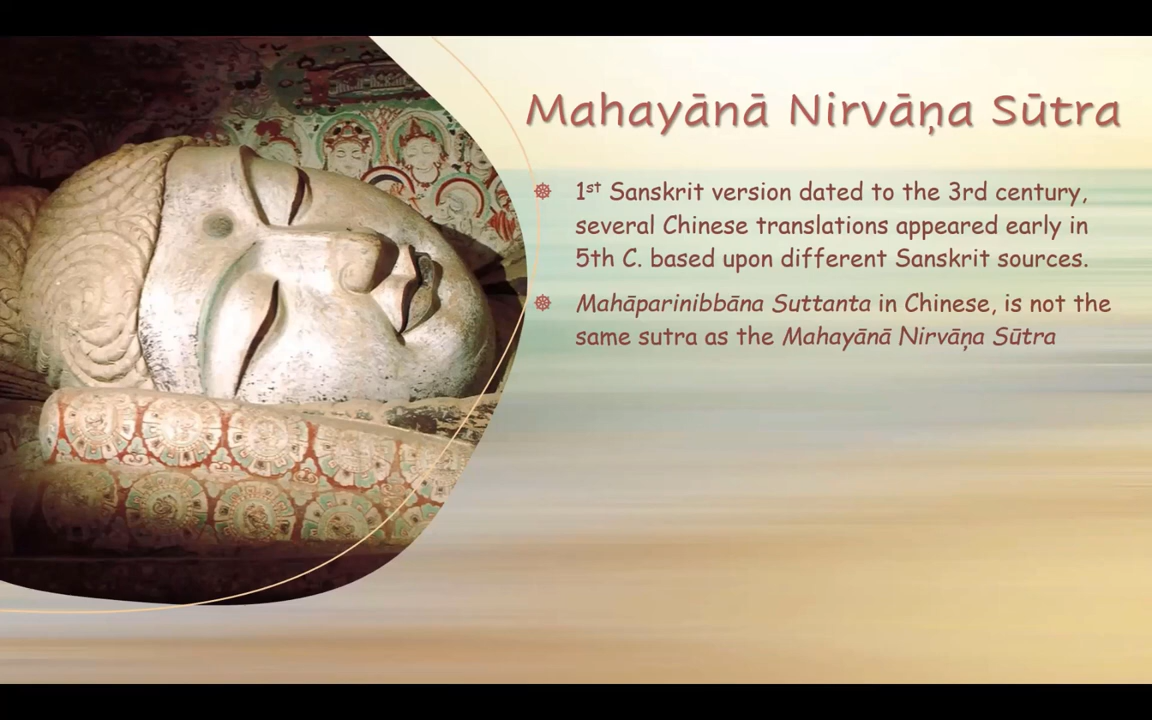 Mahayānā Nirvāṇa Sūtra
1st Sanskrit version dated to the 3rd century,
several Chinese translations appeared early in
5th C. based upon different Sanskrit sources.
Mahāparinibbāna Suttanta in Chinese, is not the
same sutra as the Mahayānā Nirvāṇa Sūtra